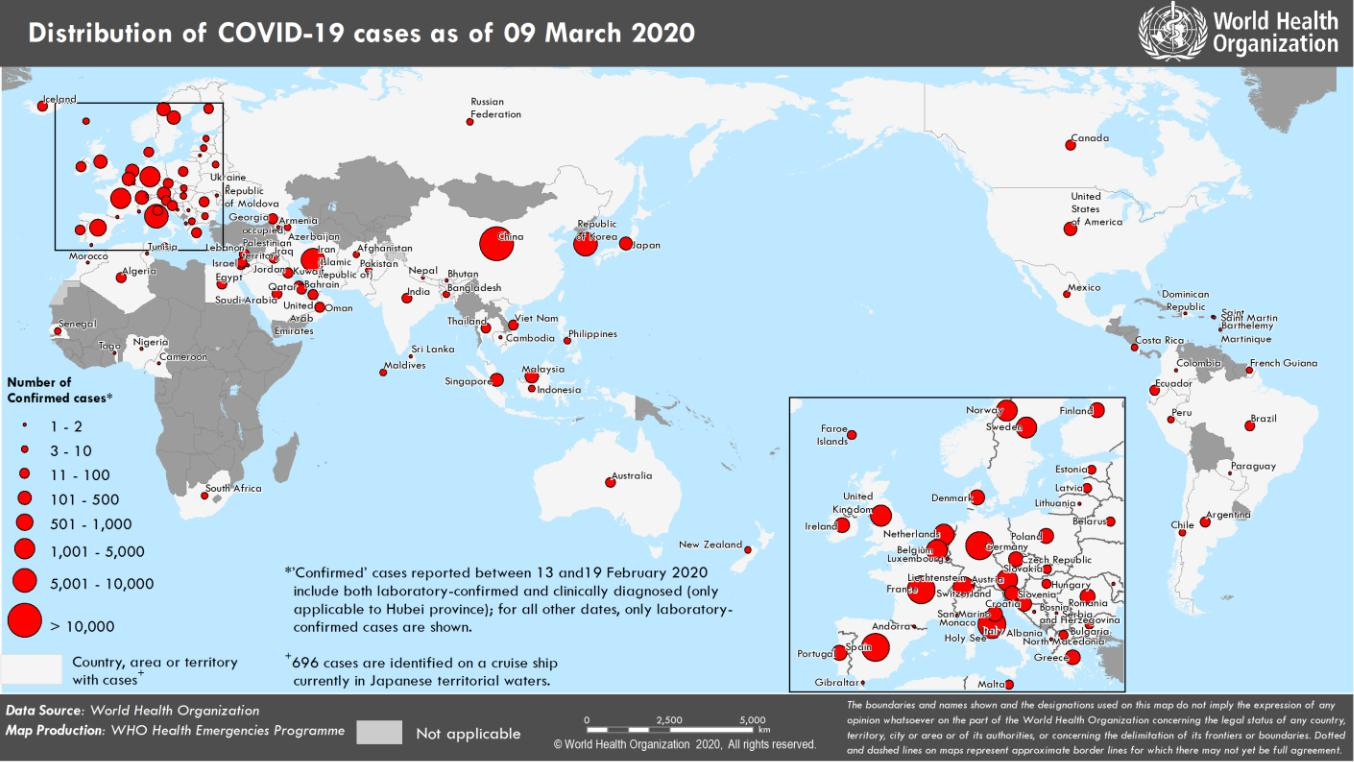 Distribution of COVID-19 cases as of 09 March 2020
World Health
Organization
Iceland
Russian
Federation
Canada
United
States
of America
Mexico
Dominican
Republic
Saint Martin
Saint
Barthelemy
Martinique
Costa Rica
Colombia
French Guiana
Ecuador
Peru
Brazil
Paraguay
Chile
Argentina
Ukraine
Republic
of Moldova
Georgia
Armenia
Azerbaijan
occupied
Palestinian
Territory
Lebanon
Israel
Iraq
Iran
(Islamic
Republic of)
Afghanistan
Pakistan
Jordan
Kuwait
Tunisia
Morocco
Algeria
Egypt
Qatar
Bahrain
Saudi Arabia
United
Arab
Emirates
Oman
Nepal
Bhutan
India
Bangladesh
China
Republic
of Korea
Japan
Thailand
Viet Nam
Cambodia
Philippines
Sri Lanka
Maldives
Malaysia
Singapore
Indonesia
Senegal
Togo
Nigeria
Cameroon
South Africa
Australia
New Zealand
Number of
Confirmed cases*
1 - 2
3 - 10
11 - 100
101 - 500
501 - 1,000
1,001 - 5,000
5,001 - 10,000
> 10,000
Country, area or territory
with cases+
*'Confirmed' cases reported between 13 and19 February 2020
include both laboratory-confirmed and clinically diagnosed (only
applicable to Hubei province); for all other dates, only laboratory-
confirmed cases are shown.
+696 cases are identified on a cruise ship
currently in Japanese territorial waters.
Norway
Sweden
Finland
Faroe
Islands
Estonia
Latvia
Lithuania
Denmark
United
Kingdom
Ireland
Belarus
Netherlands
Belgium
Luxembourg
Germany
Poland
Czech Republic
Slovakia
Liechtenstein
Austria
Hungary
France
Switzerland
Slovenia
Romania
Croatia
Bosnia
and Herzegovina
Serbia
San Marino
Monaco
Italy
Andorra
Holy See
Albania
Bulgaria
North Macedonia
Portugal
Spain
Greece
Gibraltar
Malta
Data Source: World Health Organization
Map Production: WHO Health Emergencies Programme
Not applicable
0 2,500 5,000
km
© World Health Organization 2020, All rights reserved.
The boundaries and names shown and the designations used on this map do not imply the expression of any
opinion whatsoever on the part of the World Health Organization concerning the legal status of any country,
territory, city or area or of its authorities, or concerning the delimitation of its frontiers or boundaries. Dotted
and dashed lines on maps represent approximate border lines for which there may not yet be full agreement.